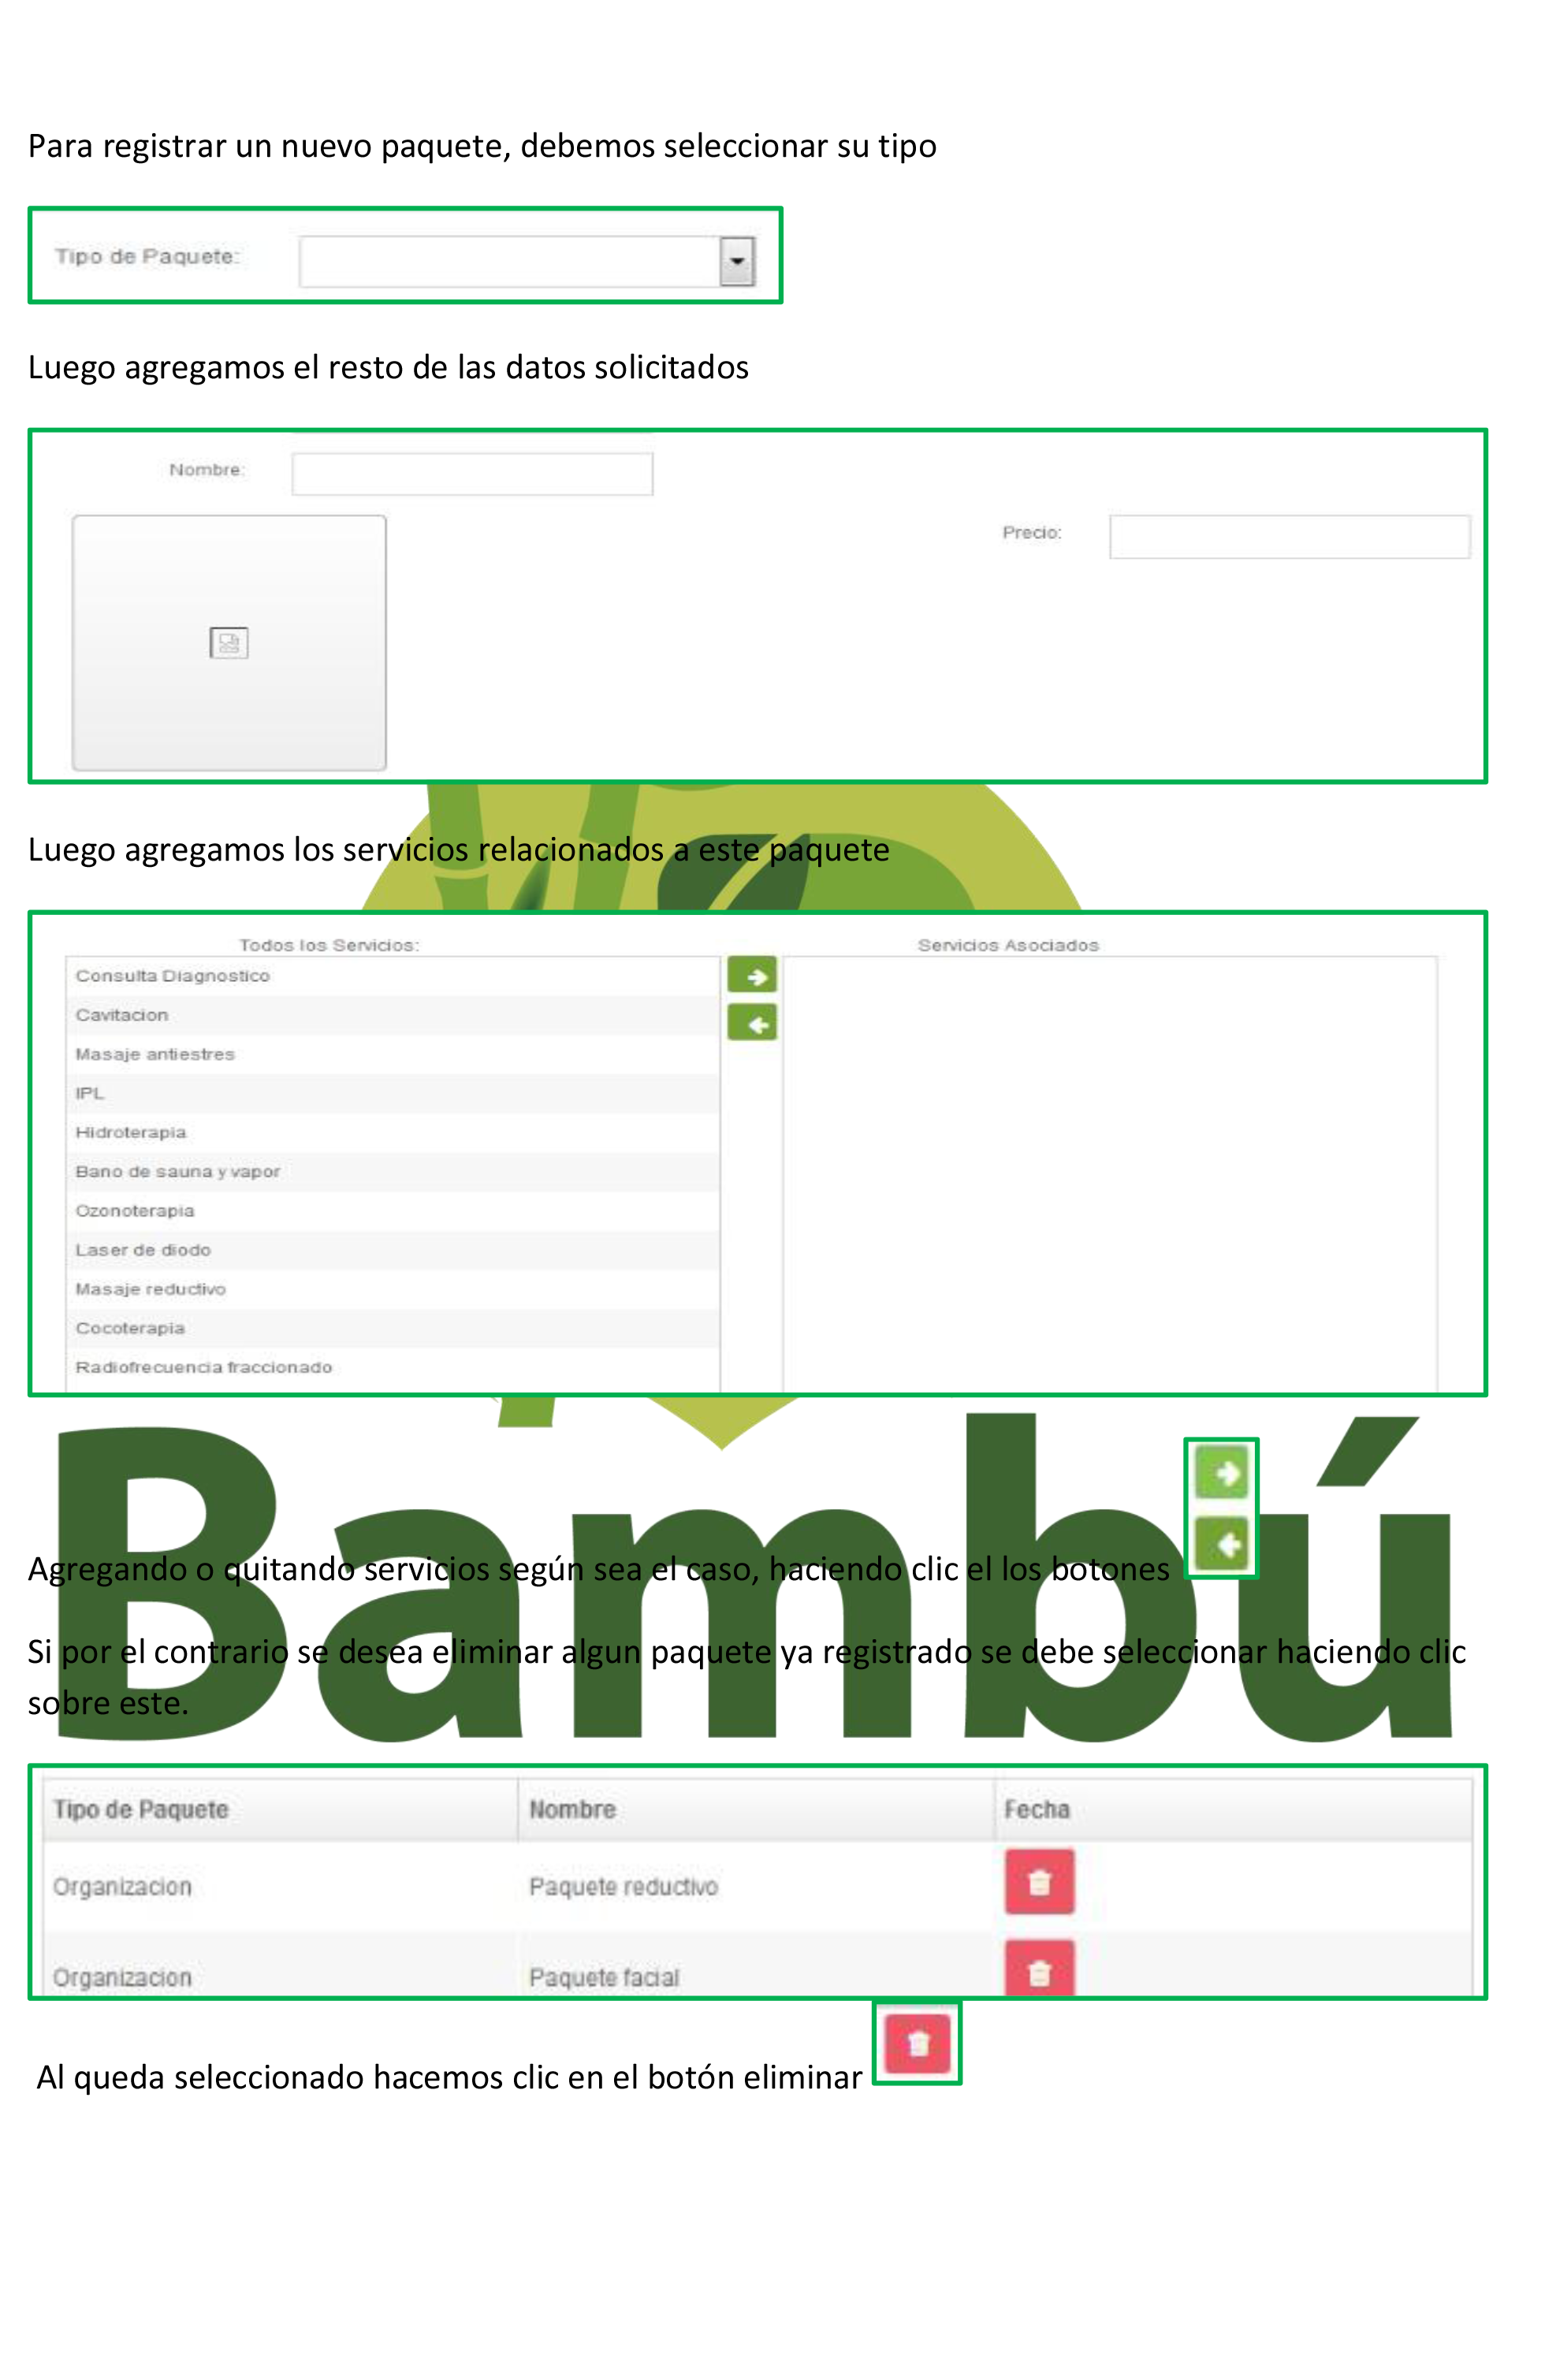 Para registrar un nuevo paquete, debemos seleccionar su tipo
Tipo de Paquete:
Luego agregamos el resto de las datos solicitados
Nombre:
Precio:
Luego agregamos los servicios relacionados a este paquete
Todos los Servicios:
Servicios Asociados
Consulta Diagnostico
Cavitacion
Masaje antiestres
IPL
Hidroterapia
Bano de sauna y vapor
Ozonoterapia
Laser de diodo
Masaje reductivo
Cocoterapia
Radiofrecuencia fraccionado
Bambú
Agregando o quitando servicios según sea el caso, haciendo clic el los botones
Si por el contrario se desea eliminar algun paquete ya registrado se debe seleccionar haciendo clic
sobre este.
Tipo de Paquete Nombre Fecha
Organizacion Paquete reductivo
Organizacion Paquete facial
Al queda seleccionado hacemos clic en el botón eliminar